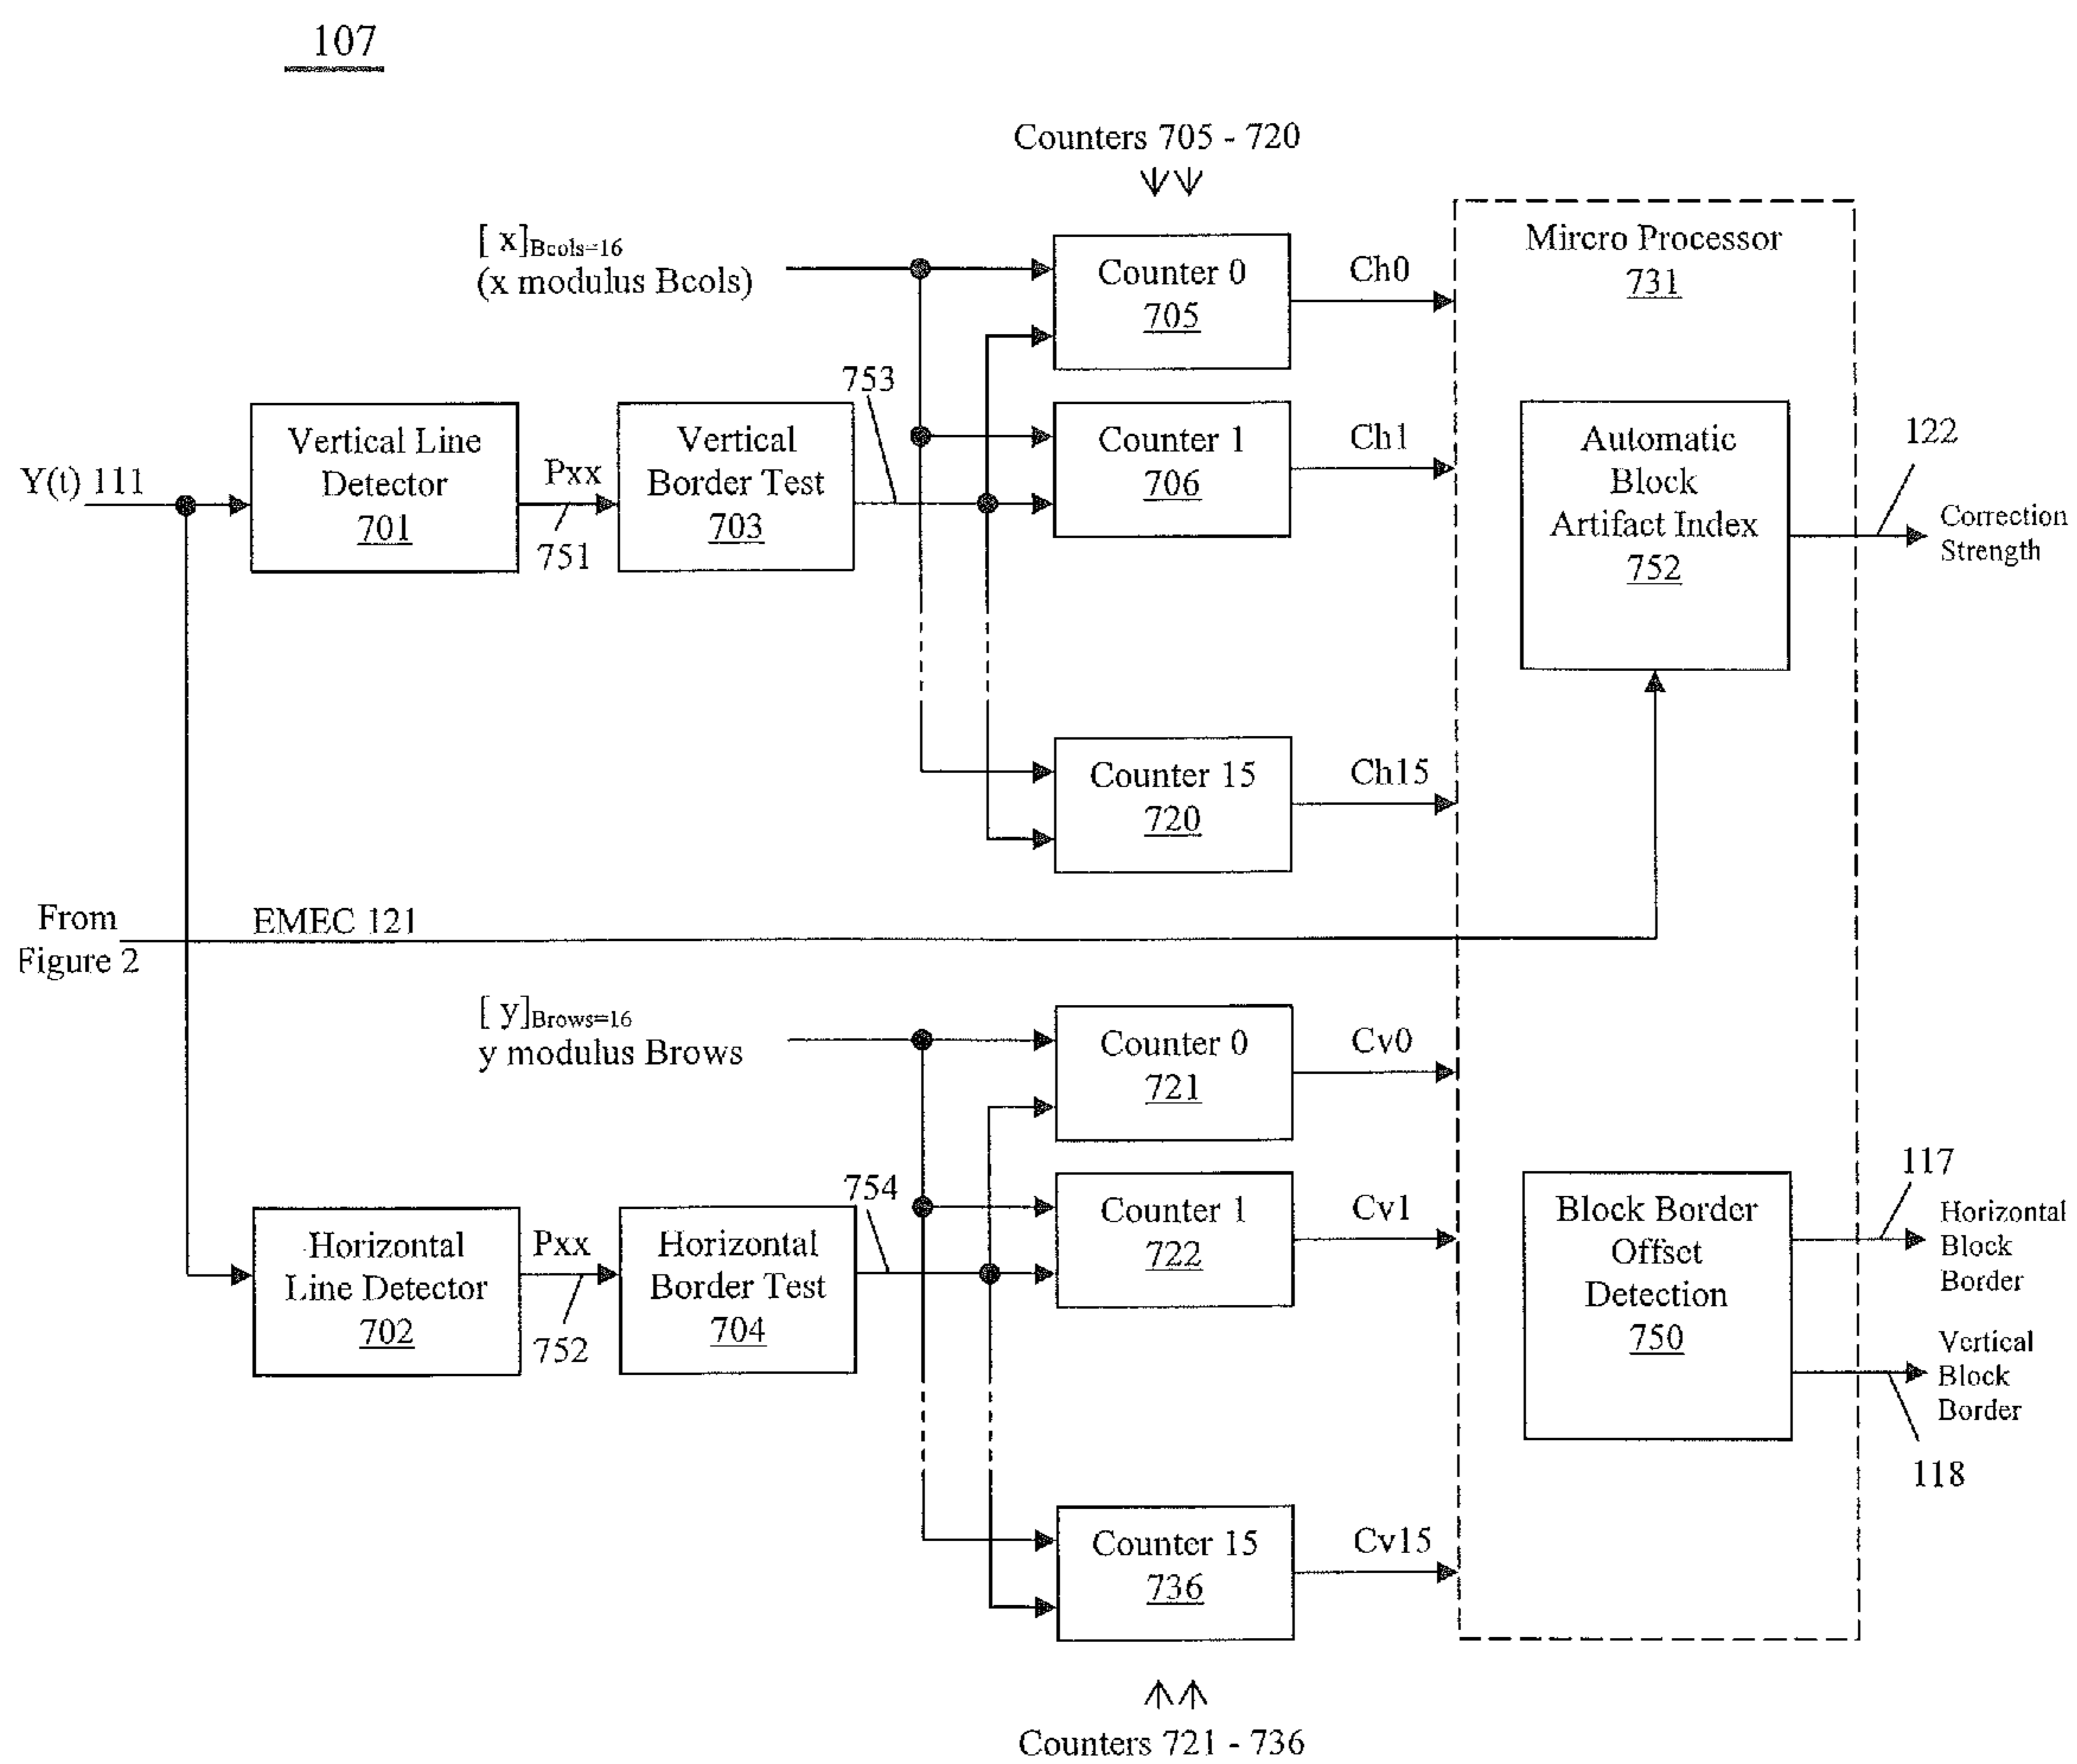 107
Counters 705 - 720
[ x]Bcols=16
(x modulus Bcols)
Counter 0
705
Ch0
Mircro Processor
731
753
Vertical Line
Detector
701
Y(t) 111
Pxx
751
Vertical
Border Test
703
Counter 1
706
Ch1
Automatic
Block
Artifact Index
752
122
Correction
Strength
Counter 15
720
Ch15
From
Figure 2
EMEC 121
[ y]Brows=16
y modulus Brows
Counter 0
721
Cv0
754
Horizontal
Line Detector
702
Pxx
752
Horizontal
Border Test
704
Counter 1
722
Cv1
Block Border
Offset
Detection
750
117
Horizontal
Block
Border
Vertical
Block
Border
118
Counter 15
736
Cv15
Counters 721 - 736